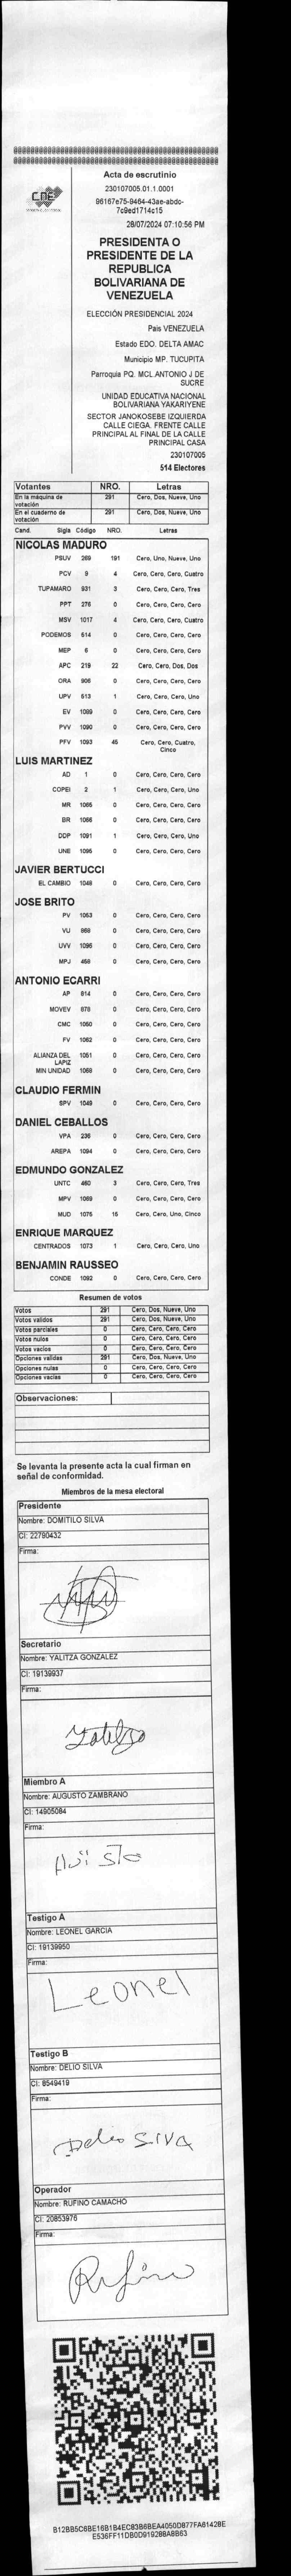 ################################################
################################################
CNE
Acta de escrutinio
230107005.01.1.0001
96167e75-9464-43ae-abdc-
7c9ed1714c15
28/07/2024 07:10:56 PM
PRESIDENTA O
PRESIDENTE DE LA
REPUBLICA
BOLIVARIANA DE
VENEZUELA
ELECCIÓN PRESIDENCIAL 2024
Pais VENEZUELA
Estado EDO. DELTA AMAC
Municipio MP. TUCUPITA
Parroquia PQ. MCL.ANTONIO J DE
SUCRE
UNIDAD EDUCATIVA NACIONAL
BOLIVARIANA YAKARIYENE
SECTOR JANOKOSEBE IZQUIERDA
CALLE CIEGA. FRENTE CALLE
PRINCIPAL AL FINAL DE LA CALLE
PRINCIPAL CASA
230107005
514 Electores
Votantes NRO. Letras
En la máquina de votación 291 Cero, Dos, Nueve, Uno
En el cuaderno de votación 291 Cero, Dos, Nueve, Uno
Cand. Sigla Código NRO. Letras
NICOLAS MADURO
PSUV 269 191 Cero, Uno, Nueve, Uno
PCV 9 4 Cero, Cero, Cero, Cuatro
TUPAMARO 931 3 Cero, Cero, Cero, Tres
PPT 276 0 Cero, Cero, Cero, Cero
MSV 1017 4 Cero, Cero, Cero, Cuatro
PODEMOS 514 0 Cero, Cero, Cero, Cero
MEP 6 0 Cero, Cero, Cero, Cero
APC 219 22 Cero, Cero, Dos, Dos
ORA 906 0 Cero, Cero, Cero, Cero
UPV 513 1 Cero, Cero, Cero, Uno
EV 1089 0 Cero, Cero, Cero, Cero
PVV 1090 0 Cero, Cero, Cero, Cero
PFV 1093 45 Cero, Cero, Cuatro,
Cinco
LUIS MARTINEZ
AD 1 0 Cero, Cero, Cero, Cero
COPEI 2 1 Cero, Cero, Cero, Uno
MR 1065 0 Cero, Cero, Cero, Cero
BR 1066 0 Cero, Cero, Cero, Cero
DDP 1091 1 Cero, Cero, Cero, Uno
UNE 1095 0 Cero, Cero, Cero, Cero
JAVIER BERTUCCI
EL CAMBIO 1048 0 Cero, Cero, Cero, Cero
JOSE BRITO
PV 1053 0 Cero, Cero, Cero, Cero
VU 868 0 Cero, Cero, Cero, Cero
UVV 1096 0 Cero, Cero, Cero, Cero
MPJ 458 0 Cero, Cero, Cero, Cero
ANTONIO ECARRI
AP 914 0 Cero, Cero, Cero, Cero
MOVEV 878 0 Cero, Cero, Cero, Cero
CMC 1050 0 Cero, Cero, Cero, Cero
FV 1082 0 Cero, Cero, Cero, Cero
ALIANZA DEL LAPIZ 1051 0 Cero, Cero, Cero, Cero
MIN UNIDAD 1068 0 Cero, Cero, Cero, Cero
CLAUDIO FERMIN
SPV 1049 0 Cero, Cero, Cero, Cero
DANIEL CEBALLOS
VPA 236 0 Cero, Cero, Cero, Cero
AREPA 1094 0 Cero, Cero, Cero, Cero
EDMUNDO GONZALEZ
UNTC 460 3 Cero, Cero, Cero, Tres
MPV 1069 0 Cero, Cero, Cero, Cero
MUD 1075 15 Cero, Cero, Uno, Cinco
ENRIQUE MARQUEZ
CENTRADOS 1073 1 Cero, Cero, Cero, Uno
BENJAMIN RAUSSEO
CONDE 1092 0 Cero, Cero, Cero, Cero
Resumen de votos
Votos 291 Cero, Dos, Nueve, Uno
Votos validos 291 Cero, Dos, Nueve, Uno
Votos parciales 0 Cero, Cero, Cero, Cero
Votos nulos 0 Cero, Cero, Cero, Cero
Votos vacios 0 Cero, Cero, Cero, Cero
Opciones validas 291 Cero, Dos, Nueve, Uno
Opciones nulas 0 Cero, Cero, Cero, Cero
Opciones vacias 0 Cero, Cero, Cero, Cero
Observaciones:
Se levanta la presente acta la cual firman en
señal de conformidad.
Miembros de la mesa electoral
Presidente
Nombre: DOMITILO SILVA
CI: 22790432
Firma:
Secretario
Nombre: YALITZA GONZALEZ
CI: 19139937
Firma:
Miembro A
Nombre: AUGUSTO ZAMBRANO
CI: 14905084
Firma:
Testigo A
Nombre: LEONEL GARCIA
CI: 19139950
Firma:
Leonel
Testigo B
Nombre: DELIO SILVA
CI: 8549419
Firma:
Delio SIVA
Operador
Nombre: RUFINO CAMACHO
CI: 20853976
Firma:
Rufino
B12BB5C6BE16B1B4EC83B6BEA4050D877FA61428E
E536FF11DB0D919288A8B63